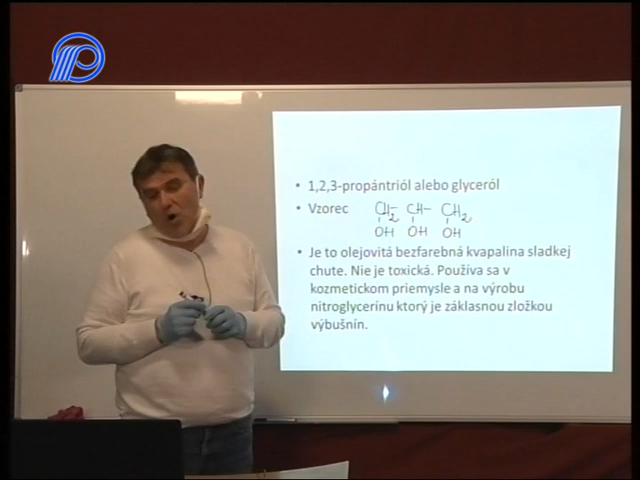 • 1,2,3-propántriól alebo glyceról
• Vzorec CH₂– CH– CH₂
OH OH OH
• Je to olejovitá bezfarebná kvapalina sladkej
chute. Nie je toxická. Používa sa v
kozmetickom priemysle a na výrobu
nitroglycerínu ktorý je základnou zložkou
výbušnín.